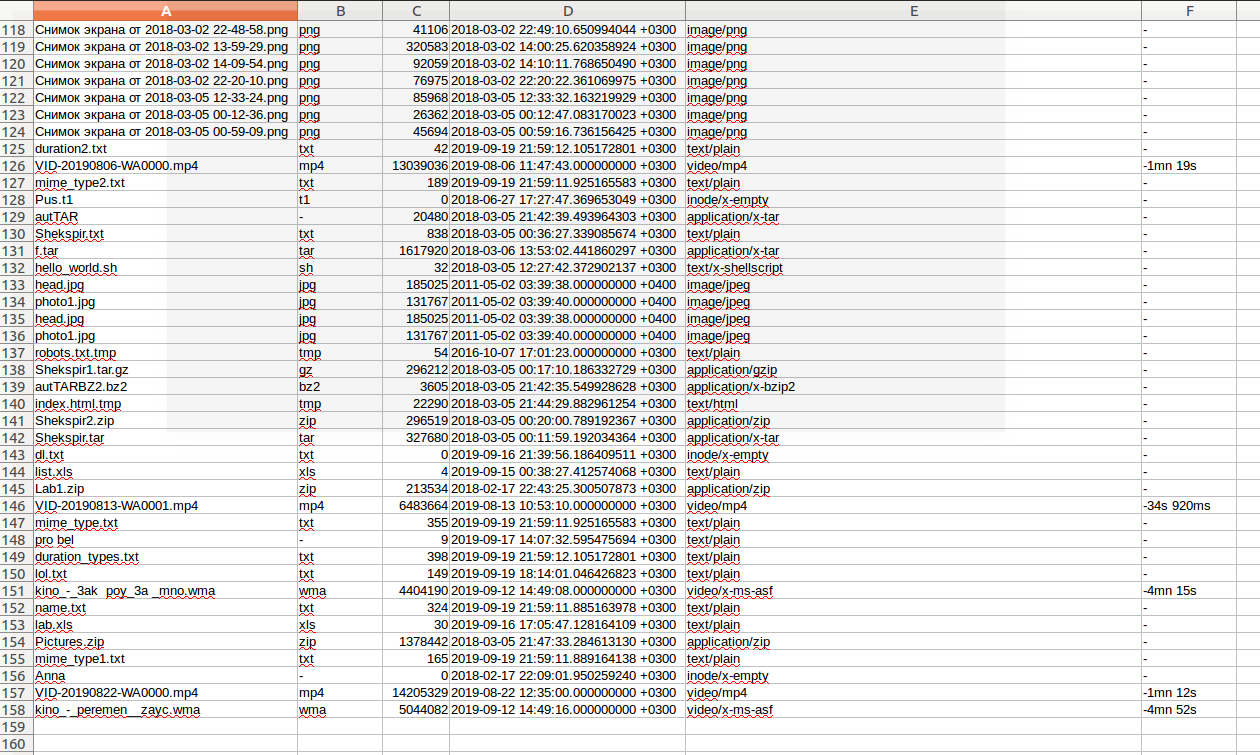 A B C D E F
118 Снимок экрана от 2018-03-02 22-48-58.png png 41106 2018-03-02 22:49:10.650994044 +0300 image/png -
119 Снимок экрана от 2018-03-02 13-59-29.png png 320583 2018-03-02 14:00:25.620358924 +0300 image/png -
120 Снимок экрана от 2018-03-02 14-09-54.png png 92059 2018-03-02 14:10:11.768650490 +0300 image/png -
121 Снимок экрана от 2018-03-02 22-20-10.png png 76975 2018-03-02 22:20:22.361069975 +0300 image/png -
122 Снимок экрана от 2018-03-05 12-33-24.png png 85968 2018-03-05 12:33:32.163219929 +0300 image/png -
123 Снимок экрана от 2018-03-05 00-12-36.png png 26362 2018-03-05 00:12:47.083170023 +0300 image/png -
124 Снимок экрана от 2018-03-05 00-59-09.png png 45694 2018-03-05 00:59:16.736156425 +0300 image/png -
125 duration2.txt txt 42 2019-09-19 21:59:12.105172801 +0300 text/plain -
126 VID-20190806-WA0000.mp4 mp4 13039036 2019-08-06 11:47:43.000000000 +0300 video/mp4 -1mn 19s
127 mime_type2.txt txt 189 2019-09-19 21:59:11.925165583 +0300 text/plain -
128 Pus.t1 t1 0 2018-06-27 17:27:47.369653049 +0300 inode/x-empty -
129 autTAR - 20480 2018-03-05 21:42:39.493964303 +0300 application/x-tar -
130 Shekspir.txt txt 838 2018-03-05 00:36:27.339085674 +0300 text/plain -
131 f.tar tar 1617920 2018-03-06 13:53:02.441860297 +0300 application/x-tar -
132 hello_world.sh sh 32 2018-03-05 12:27:42.372902137 +0300 text/x-shellscript -
133 head.jpg jpg 185025 2011-05-02 03:39:38.000000000 +0400 image/jpeg -
134 photo1.jpg jpg 131767 2011-05-02 03:39:40.000000000 +0400 image/jpeg -
135 head.jpg jpg 185025 2011-05-02 03:39:38.000000000 +0400 image/jpeg -
136 photo1.jpg jpg 131767 2011-05-02 03:39:40.000000000 +0400 image/jpeg -
137 robots.txt.tmp tmp 54 2016-10-07 17:01:23.000000000 +0300 text/plain -
138 Shekspir1.tar.gz gz 296212 2018-03-05 00:17:10.186332729 +0300 application/gzip -
139 autTARBZ2.bz2 bz2 3605 2018-03-05 21:42:35.549928628 +0300 application/x-bzip2 -
140 index.html.tmp tmp 22290 2018-03-05 21:44:29.882961254 +0300 text/html -
141 Shekspir2.zip zip 296519 2018-03-05 00:20:00.789192367 +0300 application/zip -
142 Shekspir.tar tar 327680 2018-03-05 00:11:59.192034364 +0300 application/x-tar -
143 dl.txt txt 0 2019-09-16 21:39:56.186409511 +0300 inode/x-empty -
144 list.xls xls 4 2019-09-15 00:38:27.412574068 +0300 text/plain -
145 Lab1.zip zip 213534 2018-02-17 22:43:25.300507873 +0300 application/zip -
146 VID-20190813-WA0001.mp4 mp4 6483664 2019-08-13 10:53:10.000000000 +0300 video/mp4 -34s 920ms
147 mime_type.txt txt 355 2019-09-19 21:59:11.925165583 +0300 text/plain -
148 pro bel - 9 2019-09-17 14:07:32.595475694 +0300 text/plain -
149 duration_types.txt txt 398 2019-09-19 21:59:12.105172801 +0300 text/plain -
150 lol.txt txt 149 2019-09-19 18:14:01.046426823 +0300 text/plain -
151 kino_-_3ak_poy_3a _mno.wma wma 4404190 2019-09-12 14:49:08.000000000 +0300 video/x-ms-asf -4mn 15s
152 name.txt txt 324 2019-09-19 21:59:11.885163978 +0300 text/plain -
153 lab.xls xls 30 2019-09-16 17:05:47.128164109 +0300 text/plain -
154 Pictures.zip zip 1378442 2018-03-05 21:47:33.284613130 +0300 application/zip -
155 mime_type1.txt txt 165 2019-09-19 21:59:11.889164138 +0300 text/plain -
156 Anna - 0 2018-02-17 22:09:01.950259240 +0300 inode/x-empty -
157 VID-20190822-WA0000.mp4 mp4 14205329 2019-08-22 12:35:00.000000000 +0300 video/mp4 -1mn 12s
158 kino_-_peremen__zayc.wma wma 5044082 2019-09-12 14:49:16.000000000 +0300 video/x-ms-asf -4mn 52s
159
160